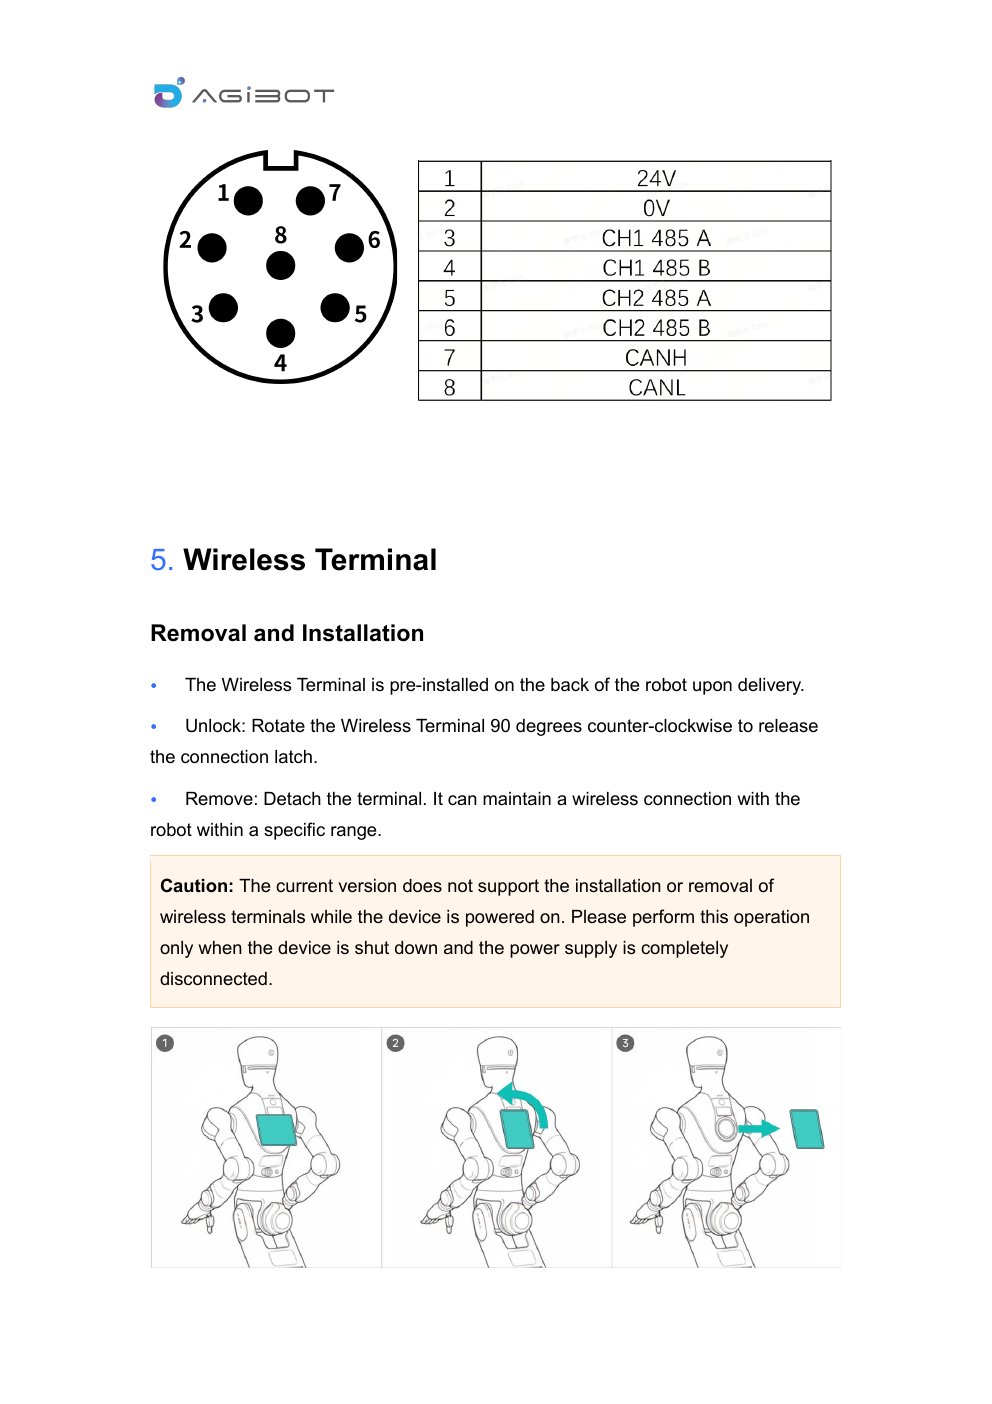 AGIBOT
1 7
2 8 6
3 5
4
1 24V
2 0V
3 CH1 485 A
4 CH1 485 B
5 CH2 485 A
6 CH2 485 B
7 CANH
8 CANL
5. Wireless Terminal
Removal and Installation
• The Wireless Terminal is pre-installed on the back of the robot upon delivery.
• Unlock: Rotate the Wireless Terminal 90 degrees counter-clockwise to release
the connection latch.
• Remove: Detach the terminal. It can maintain a wireless connection with the
robot within a specific range.
Caution: The current version does not support the installation or removal of
wireless terminals while the device is powered on. Please perform this operation
only when the device is shut down and the power supply is completely
disconnected.
1 2 3